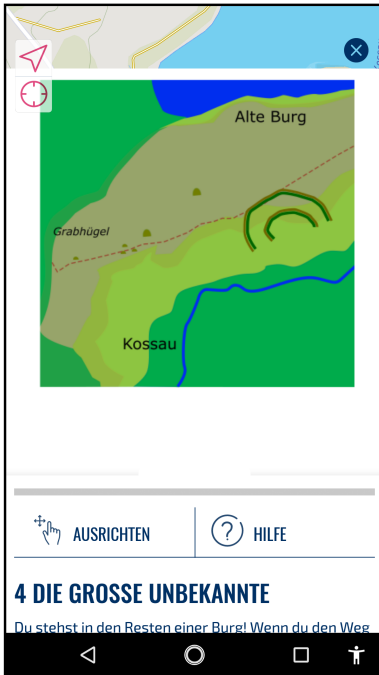 Alte Burg
Grabhügel
Kossau
AUSRICHTEN
HILFE
4 DIE GROSSE UNBEKANNTE
Du stehst in den Resten einer Burg! Wenn du den Weg